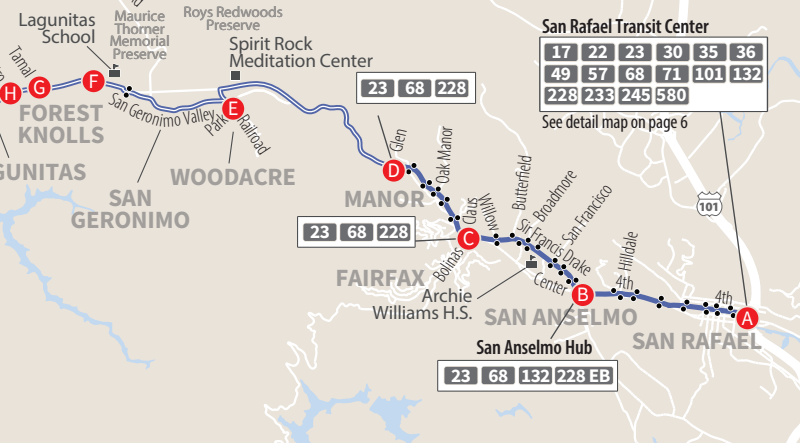 Lagunitas
School
Maurice
Thorner
Memorial
Preserve
Roys Redwoods
Preserve
Spirit Rock
Meditation Center
San Rafael Transit Center
17 22 23 30 35 36
49 57 68 71 101 132
228 233 245 580
See detail map on page 6
23 68 228
Tamal
H
G
F
E
FOREST
KNOLLS
San Geronimo Valley
Park
Railroad
GUNITAS
SAN
GERONIMO
WOODACRE
D
Glen
Oak Manor
MANOR
101
23 68 228
C
Claus
Willow
Butterfield
Broadmore
San Francisco
Sir Francis Drake
Bolinas
Center
FAIRFAX
Archie
Williams H.S.
B
Hilldale
4th
4th
A
SAN ANSELMO
SAN RAFAEL
San Anselmo Hub
23 68 132 228 EB